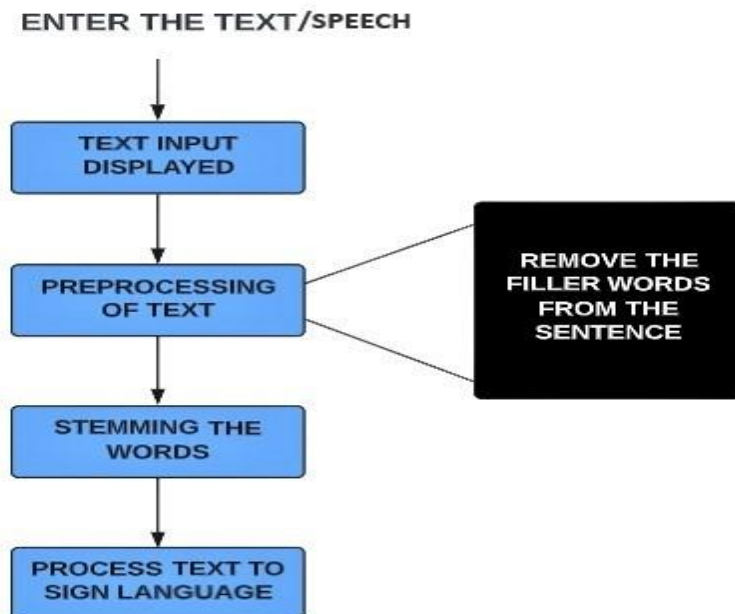 ENTER THE TEXT/SPEECH
TEXT INPUT
DISPLAYED
PREPROCESSING
OF TEXT
REMOVE THE
FILLER WORDS
FROM THE
SENTENCE
STEMMING THE
WORDS
PROCESS TEXT TO
SIGN LANGUAGE